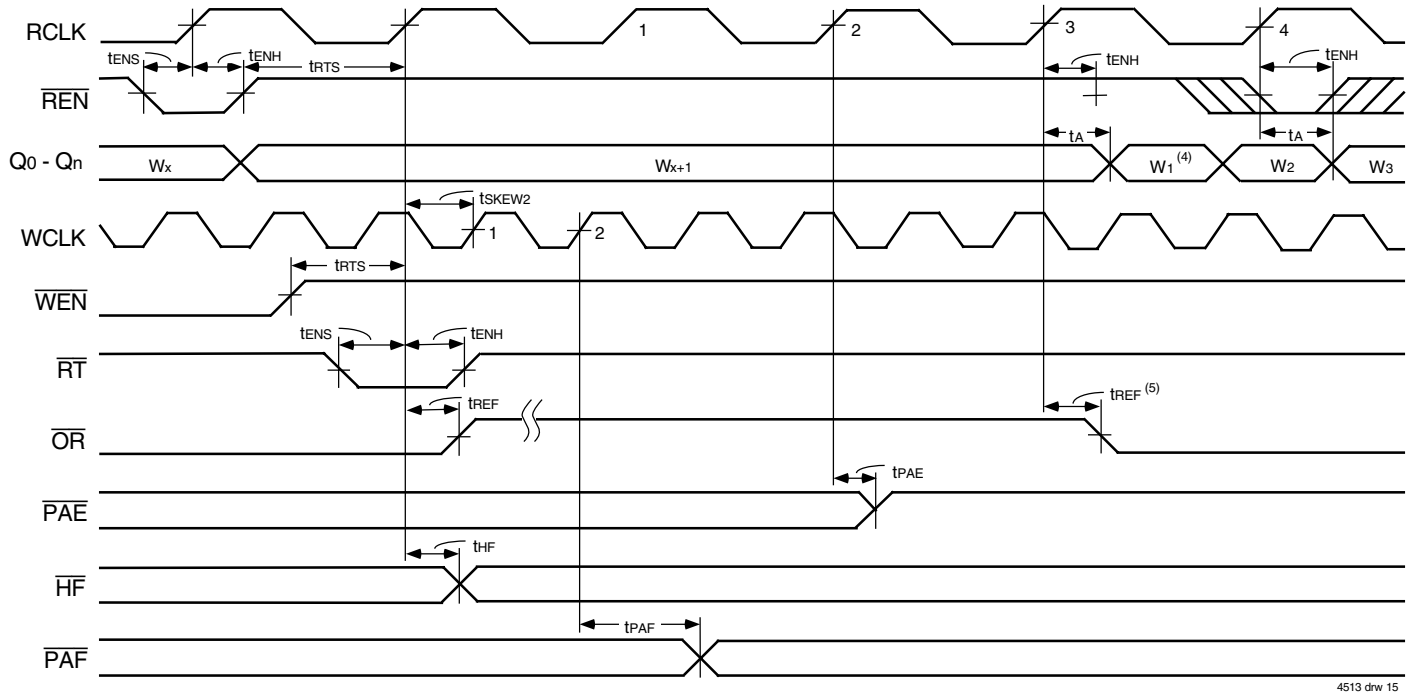 RCLK 1 2 3 4
tENS tENH tRTS tENH tENH
REN
tA tA
Q0 - Qn Wx Wx+1 W1 (4) W2 W3
tSKEW2
WCLK 1 2
tRTS
WEN
tENS tENH
RT
tREF tREF (5)
OR
tPAE
PAE
tHF
HF
tPAF
PAF
4513 drw 15